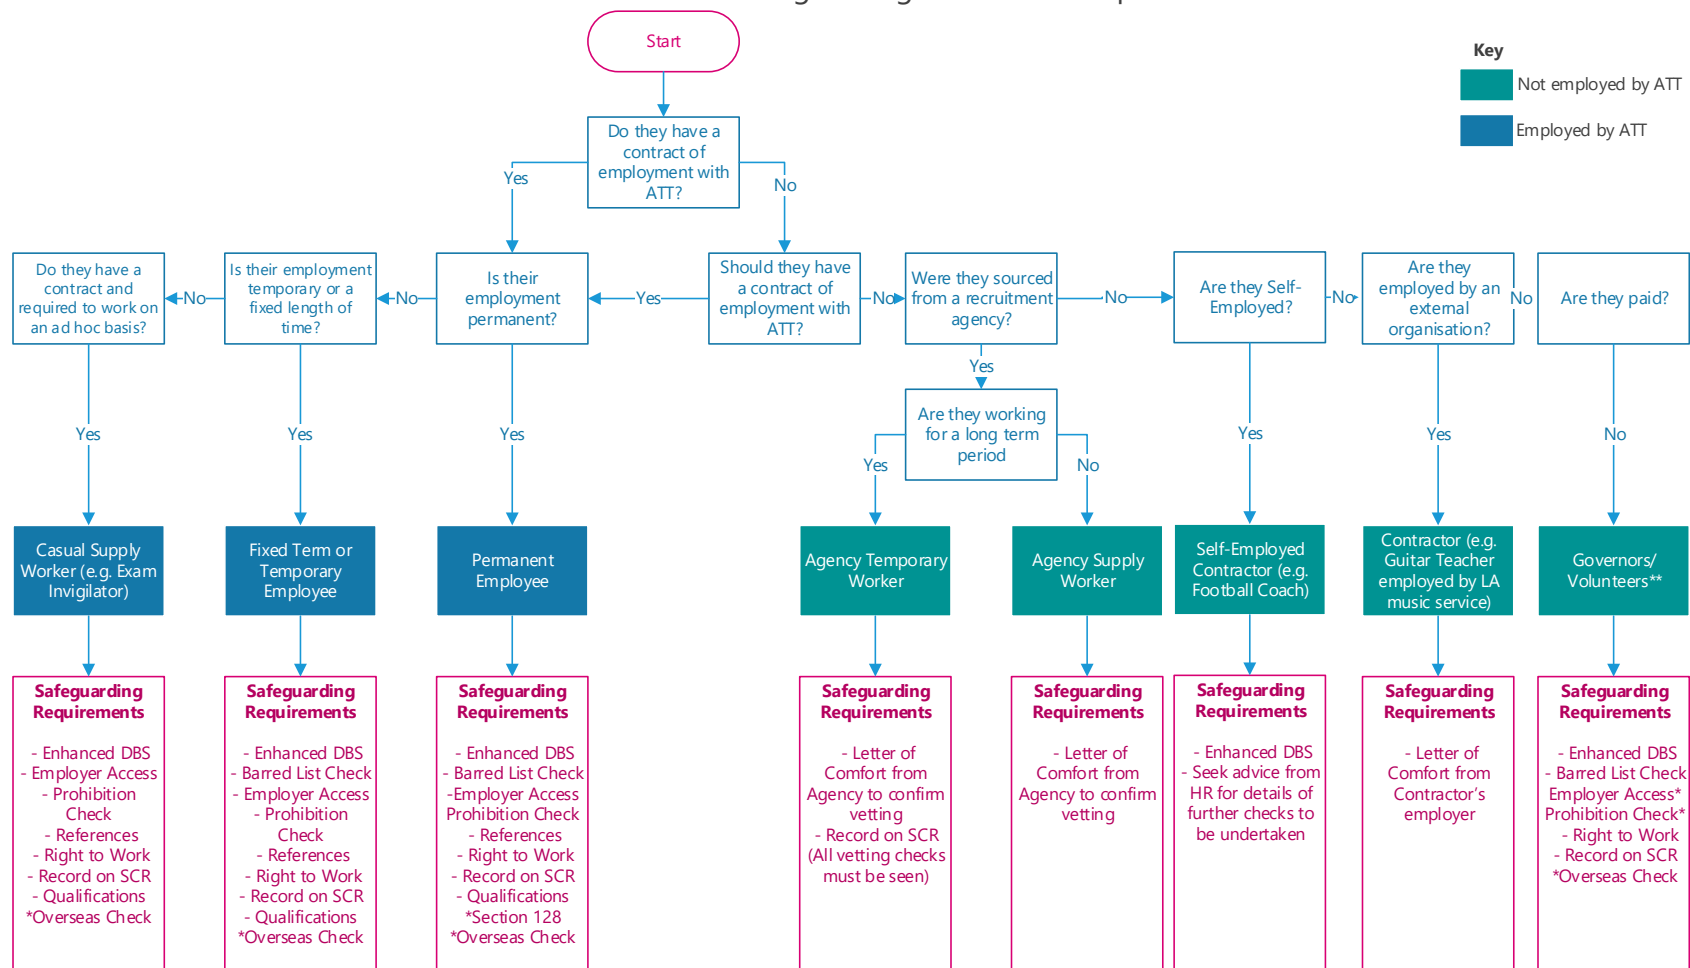 Start
Key
Not employed by ATT
Employed by ATT
Do they have a
contract of
employment with
ATT?
Yes
No
Do they have a
contract and
required to work on
an ad hoc basis?
No
Is their employment
temporary or a
fixed length of
time?
No
Is their
employment
permanent?
Yes
Should they have
a contract of
employment with
ATT?
No
Were they sourced
from a recruitment
agency?
No
Are they Self-
Employed?
No
Are they
employed by an
external
organisation?
No
Are they paid?
Yes
Are they working
for a long term
period
Yes
No
Yes
Yes
Yes
Yes
Yes
No
Casual Supply
Worker (e.g. Exam
Invigilator)
Fixed Term or
Temporary
Employee
Permanent
Employee
Agency Temporary
Worker
Agency Supply
Worker
Self-Employed
Contractor (e.g.
Football Coach)
Contractor (e.g.
Guitar Teacher
employed by LA
music service)
Governors/
Volunteers**
Safeguarding
Requirements
- Enhanced DBS
- Employer Access
- Prohibition
Check
- References
- Right to Work
- Record on SCR
- Qualifications
*Overseas Check
Safeguarding
Requirements
- Enhanced DBS
- Barred List Check
- Employer Access
- Prohibition
Check
- References
- Right to Work
- Record on SCR
- Qualifications
*Overseas Check
Safeguarding
Requirements
- Enhanced DBS
- Barred List Check
-Employer Access
Prohibition Check
- References
- Right to Work
- Record on SCR
- Qualifications
*Section 128
*Overseas Check
Safeguarding
Requirements
- Letter of
Comfort from
Agency to confirm
vetting
- Record on SCR
(All vetting checks
must be seen)
Safeguarding
Requirements
- Letter of
Comfort from
Agency to confirm
vetting
Safeguarding
Requirements
- Enhanced DBS
- Seek advice from
HR for details of
further checks to
be undertaken
Safeguarding
Requirements
- Letter of
Comfort from
Contractor's
employer
Safeguarding
Requirements
- Enhanced DBS
- Barred List Check
Employer Access*
Prohibition Check*
- Right to Work
- Record on SCR
*Overseas Check